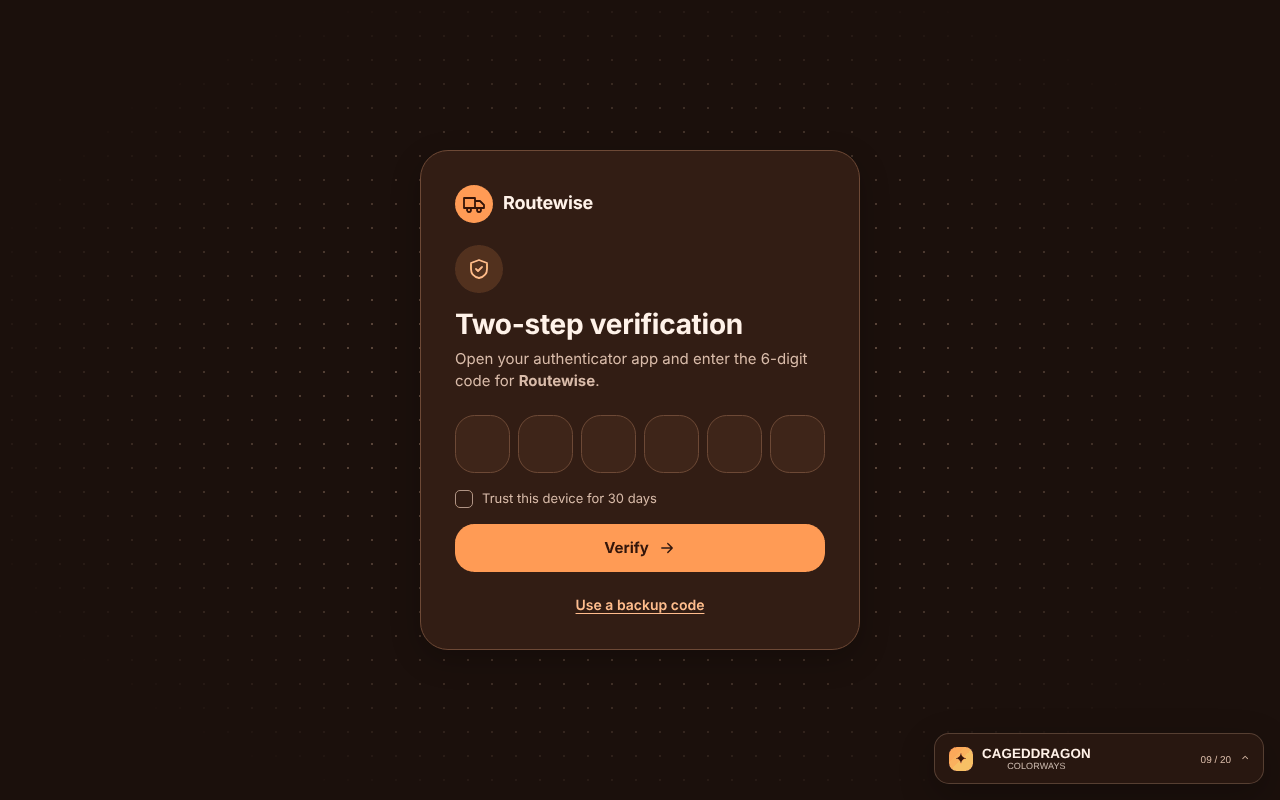 Routewise
Two-step verification
Open your authenticator app and enter the 6-digit
code for Routewise.
Trust this device for 30 days
Verify →
Use a backup code
CAGEDDRAGON
COLORWAYS
09 / 20